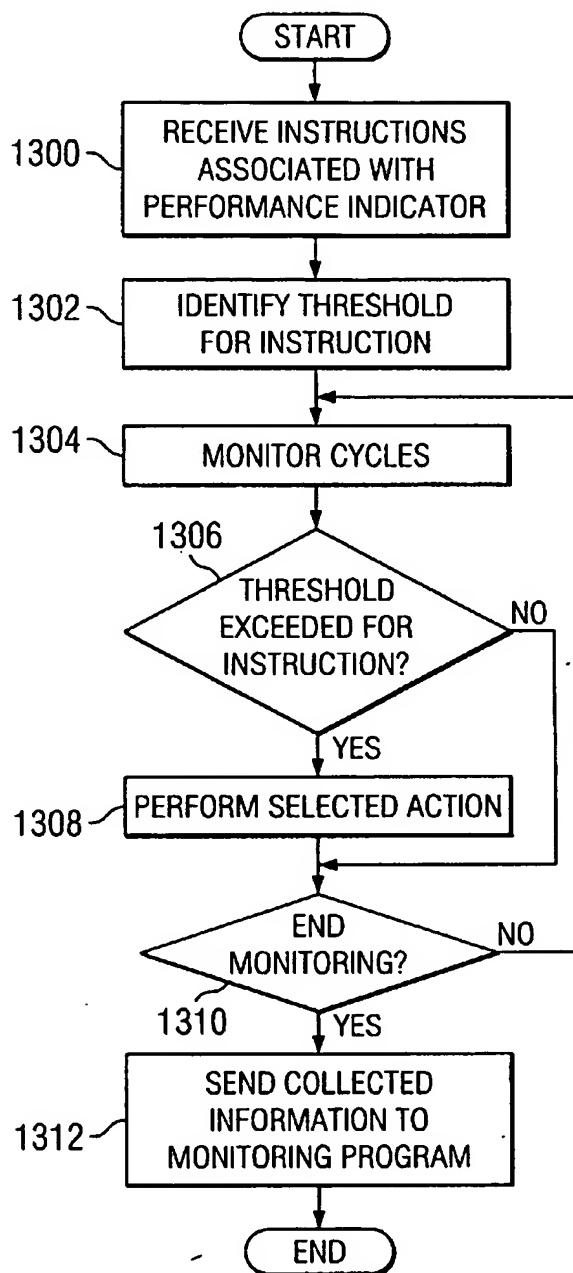 START
1300
RECEIVE INSTRUCTIONS
ASSOCIATED WITH
PERFORMANCE INDICATOR
1302
IDENTIFY THRESHOLD
FOR INSTRUCTION
1304
MONITOR CYCLES
1306
THRESHOLD
EXCEEDED FOR
INSTRUCTION?
NO
YES
1308
PERFORM SELECTED ACTION
END
MONITORING?
NO
1310
YES
1312
SEND COLLECTED
INFORMATION TO
MONITORING PROGRAM
END